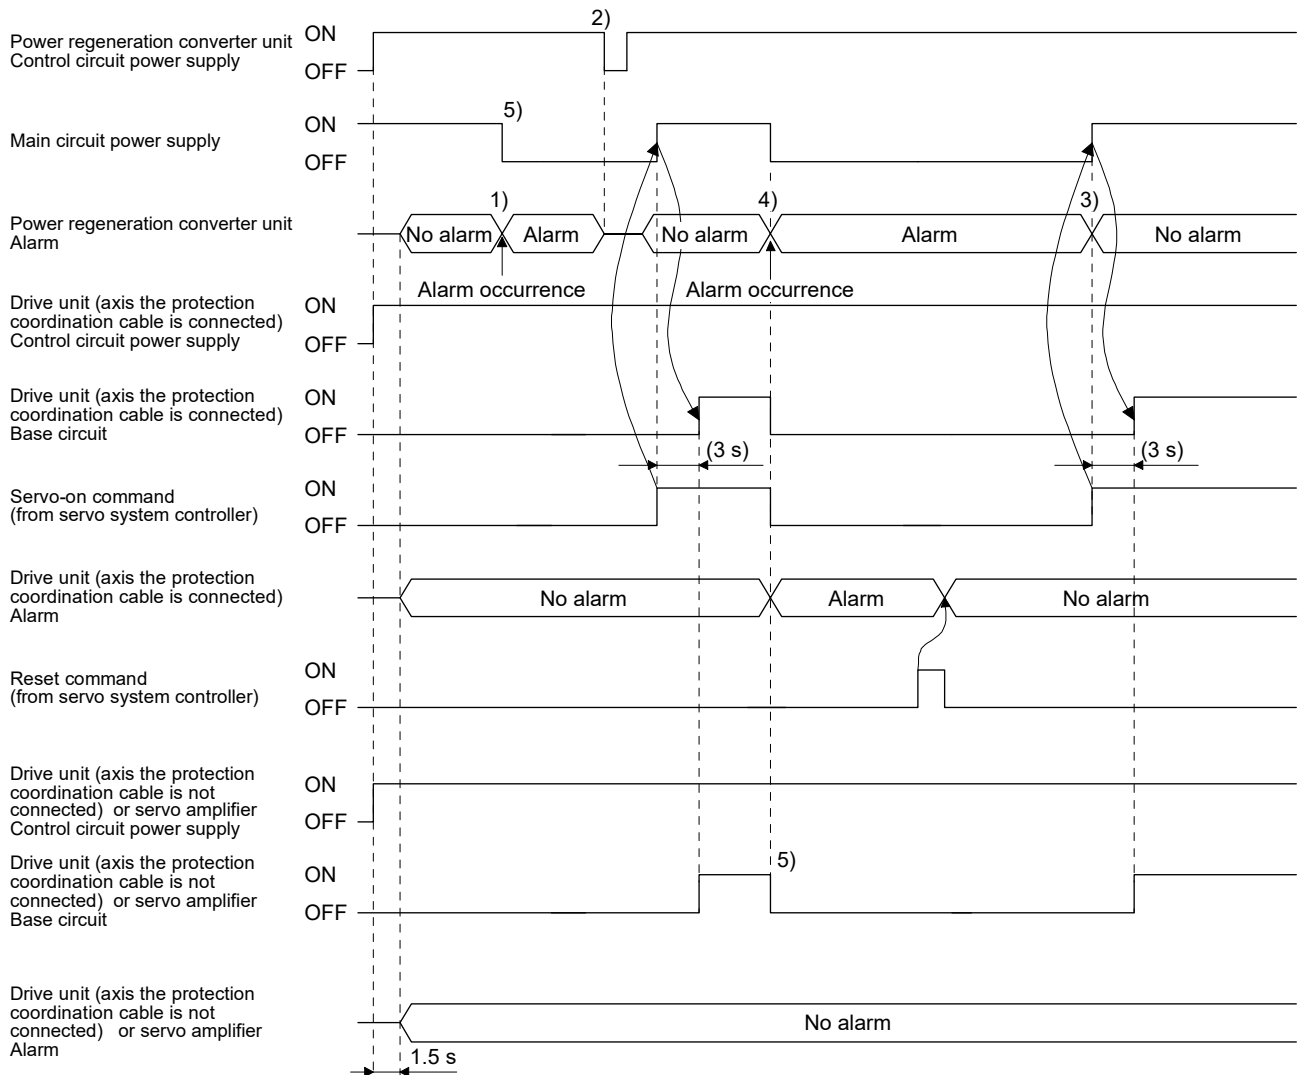 2)
Power regeneration converter unit
Control circuit power supply
ON
OFF
5)
Main circuit power supply
ON
OFF
1)
4)
3)
Power regeneration converter unit
Alarm
No alarm
Alarm
No alarm
Alarm
No alarm
Alarm occurrence
Alarm occurrence
Drive unit (axis the protection
coordination cable is connected)
Control circuit power supply
ON
OFF
Drive unit (axis the protection
coordination cable is connected)
Base circuit
ON
OFF
(3 s)
(3 s)
Servo-on command
(from servo system controller)
ON
OFF
Drive unit (axis the protection
coordination cable is connected)
Alarm
No alarm
Alarm
No alarm
Reset command
(from servo system controller)
ON
OFF
Drive unit (axis the protection
coordination cable is not
connected) or servo amplifier
Control circuit power supply
ON
OFF
Drive unit (axis the protection
coordination cable is not
connected) or servo amplifier
Base circuit
ON
OFF
5)
Drive unit (axis the protection
coordination cable is not
connected) or servo amplifier
Alarm
No alarm
1.5 s